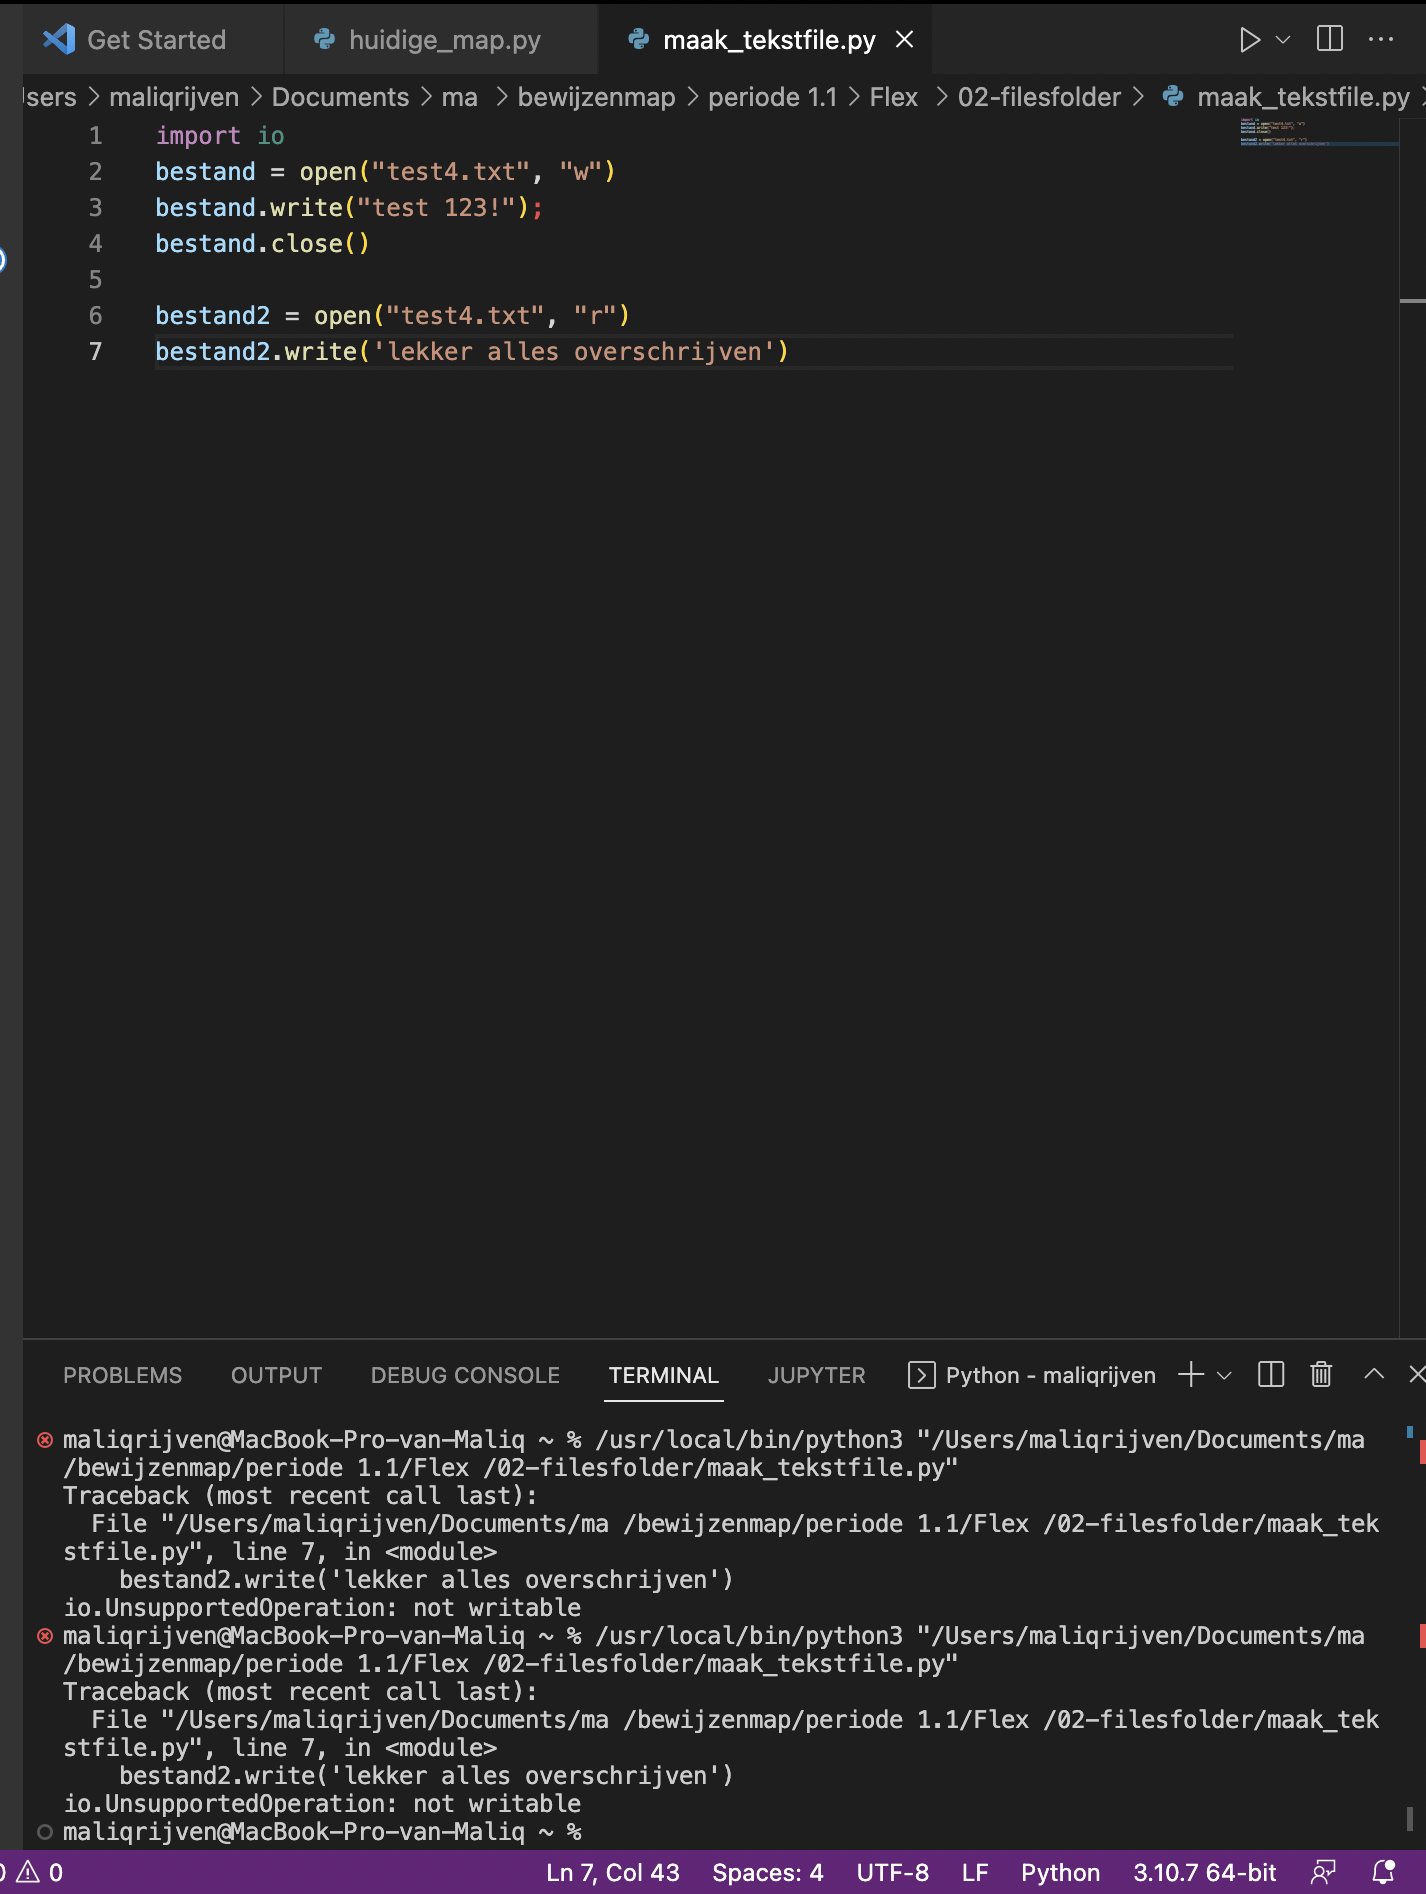 Get Started huidige_map.py maak_tekstfile.py
sers > maliqrijven > Documents > ma > bewijzenmap > periode 1.1 > Flex > 02-filesfolder > maak_tekstfile.py >
1 import io
2 bestand = open("test4.txt", "w")
3 bestand.write("test 123!");
4 bestand.close()
5
6 bestand2 = open("test4.txt", "r")
7 bestand2.write('lekker alles overschrijven')
PROBLEMS OUTPUT DEBUG CONSOLE TERMINAL JUPYTER Python - maliqrijven
maliqrijven@MacBook-Pro-van-Maliq ~ % /usr/local/bin/python3 "/Users/maliqrijven/Documents/ma
/bewijzenmap/periode 1.1/Flex /02-filesfolder/maak_tekstfile.py"
Traceback (most recent call last):
  File "/Users/maliqrijven/Documents/ma /bewijzenmap/periode 1.1/Flex /02-filesfolder/maak_tek
stfile.py", line 7, in <module>
    bestand2.write('lekker alles overschrijven')
io.UnsupportedOperation: not writable
maliqrijven@MacBook-Pro-van-Maliq ~ % /usr/local/bin/python3 "/Users/maliqrijven/Documents/ma
/bewijzenmap/periode 1.1/Flex /02-filesfolder/maak_tekstfile.py"
Traceback (most recent call last):
  File "/Users/maliqrijven/Documents/ma /bewijzenmap/periode 1.1/Flex /02-filesfolder/maak_tek
stfile.py", line 7, in <module>
    bestand2.write('lekker alles overschrijven')
io.UnsupportedOperation: not writable
maliqrijven@MacBook-Pro-van-Maliq ~ %
0 0 Ln 7, Col 43 Spaces: 4 UTF-8 LF Python 3.10.7 64-bit